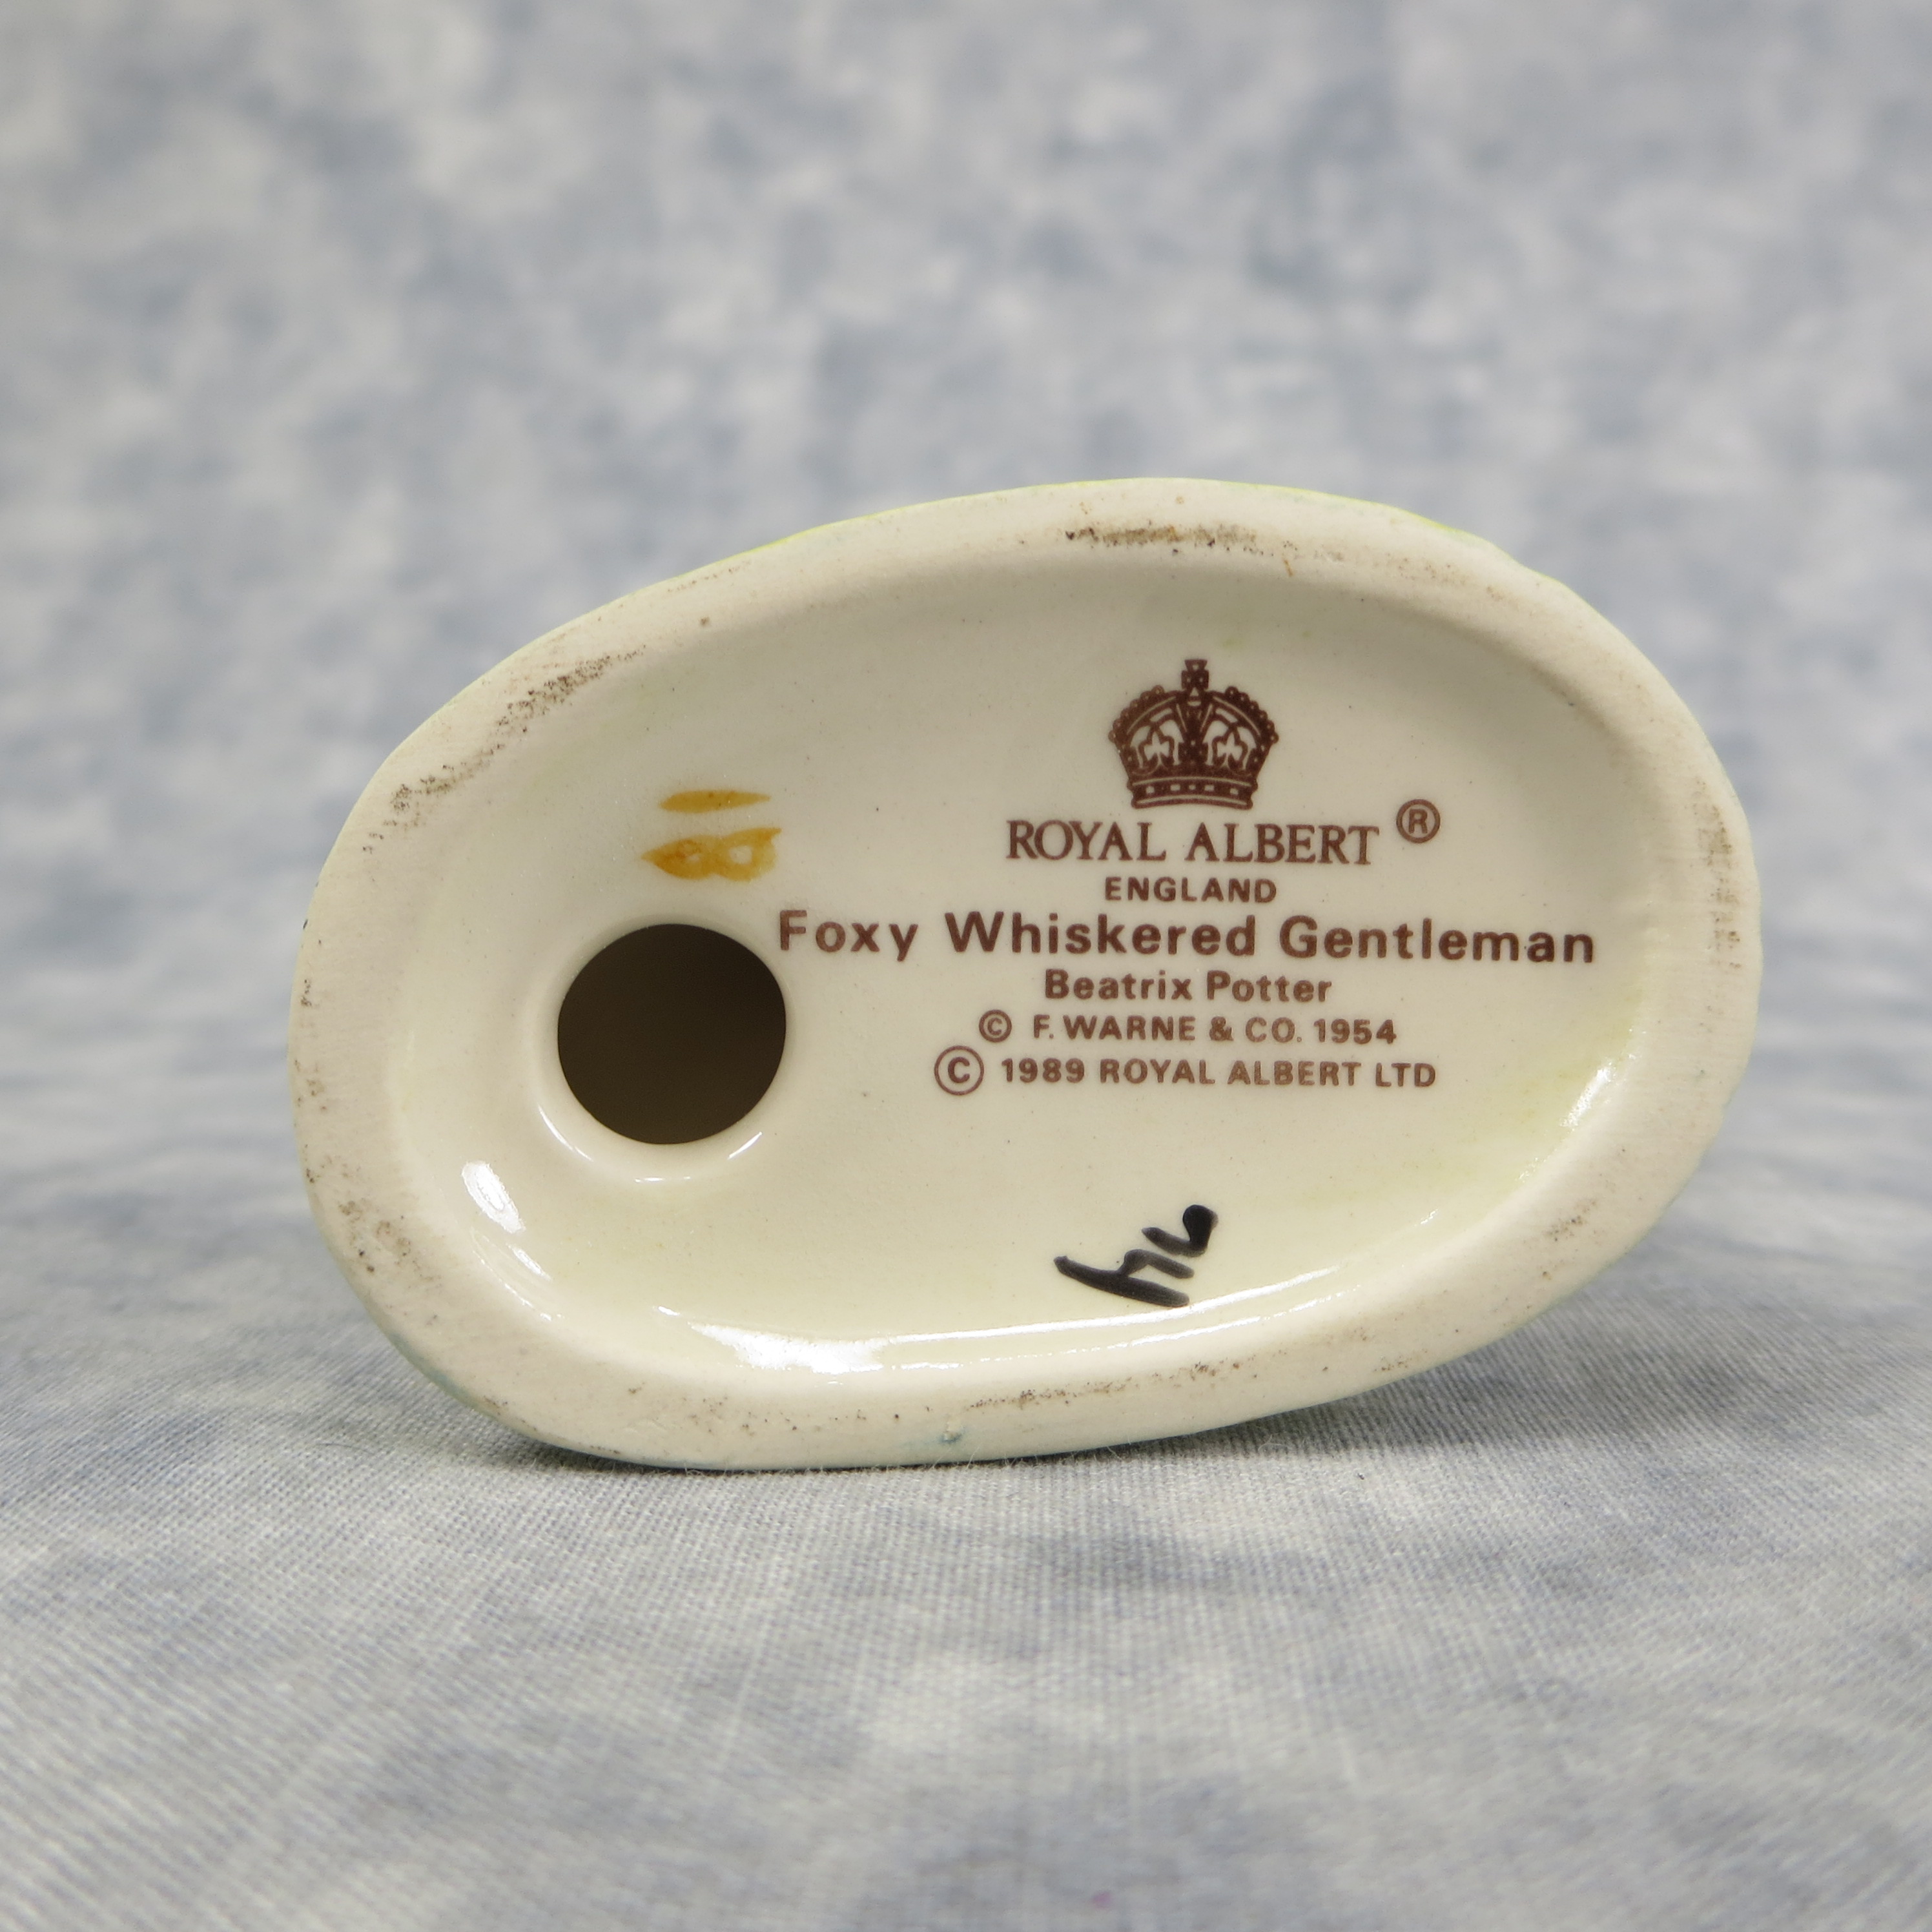 ROYAL ALBERT ®
ENGLAND
Foxy Whiskered Gentleman
Beatrix Potter
© F. WARNE & CO. 1954
© 1989 ROYAL ALBERT LTD